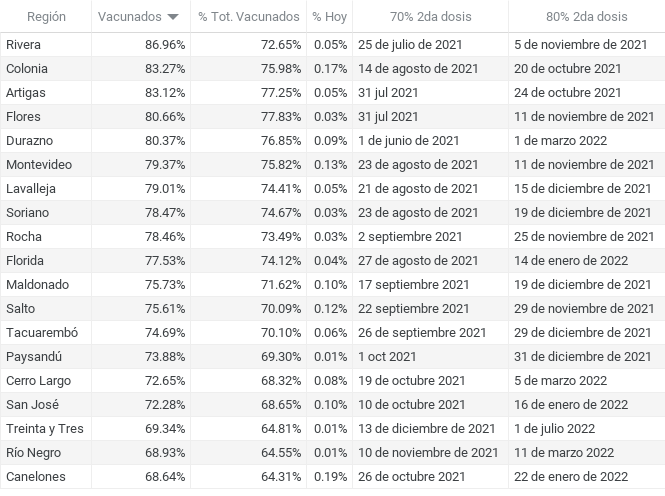 Región Vacunados % Tot. Vacunados % Hoy 70% 2da dosis 80% 2da dosis
Rivera 86.96% 72.65% 0.05% 25 de julio de 2021 5 de noviembre de 2021
Colonia 83.27% 75.98% 0.17% 14 de agosto de 2021 20 de octubre 2021
Artigas 83.12% 77.25% 0.05% 31 jul 2021 24 de octubre 2021
Flores 80.66% 77.83% 0.03% 31 jul 2021 11 de noviembre de 2021
Durazno 80.37% 76.85% 0.09% 1 de junio de 2021 1 de marzo 2022
Montevideo 79.37% 75.82% 0.13% 23 de agosto de 2021 11 de noviembre de 2021
Lavalleja 79.01% 74.41% 0.05% 21 de agosto de 2021 15 de diciembre de 2021
Soriano 78.47% 74.67% 0.03% 23 de agosto de 2021 19 de diciembre de 2021
Rocha 78.46% 73.49% 0.03% 2 septiembre 2021 25 de noviembre de 2021
Florida 77.53% 74.12% 0.04% 27 de agosto de 2021 14 de enero de 2022
Maldonado 75.73% 71.62% 0.10% 17 septiembre 2021 19 de diciembre de 2021
Salto 75.61% 70.09% 0.12% 22 septiembre 2021 29 de noviembre de 2021
Tacuarembó 74.69% 70.10% 0.06% 26 de septiembre 2021 29 de diciembre de 2021
Paysandú 73.88% 69.30% 0.01% 1 oct 2021 31 de diciembre de 2021
Cerro Largo 72.65% 68.32% 0.08% 19 de octubre 2021 5 de marzo 2022
San José 72.28% 68.65% 0.10% 10 de octubre 2021 16 de enero de 2022
Treinta y Tres 69.34% 64.81% 0.01% 13 de diciembre de 2021 1 de julio 2022
Río Negro 68.93% 64.55% 0.01% 10 de noviembre de 2021 11 de marzo 2022
Canelones 68.64% 64.31% 0.19% 26 de octubre 2021 22 de enero de 2022